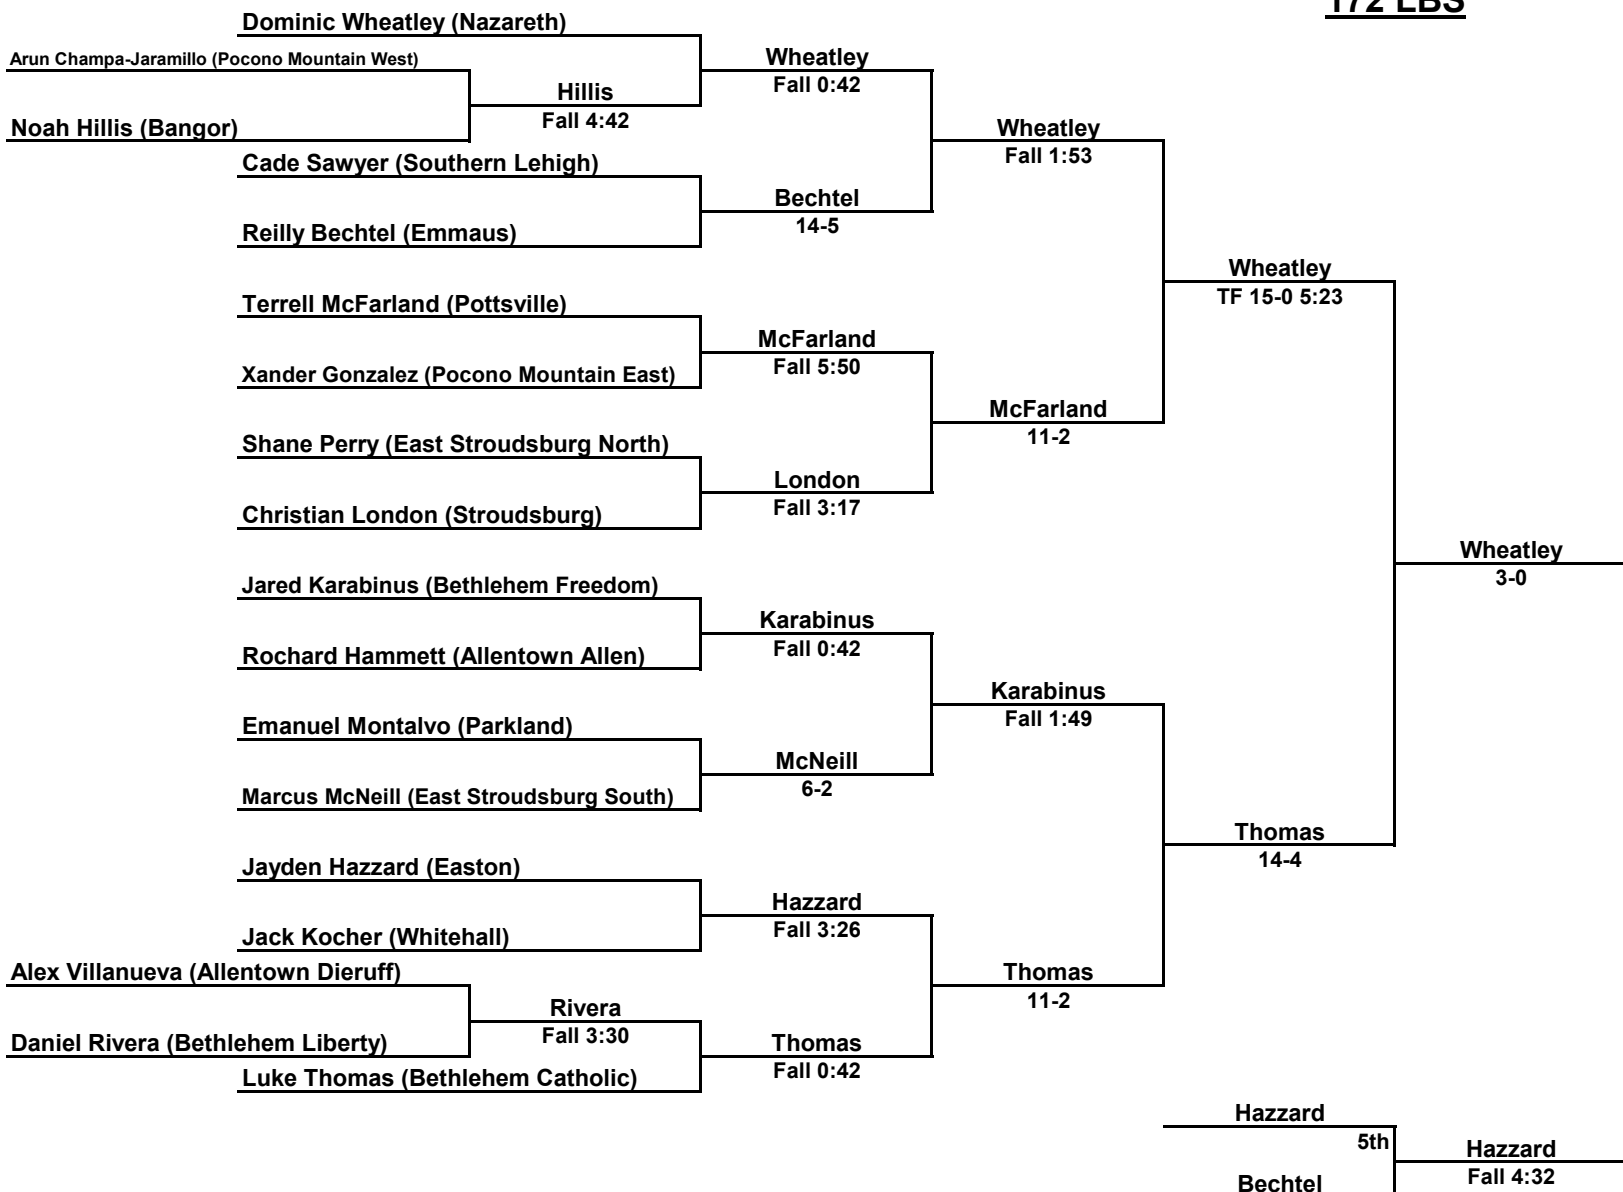 172 LBS
Dominic Wheatley (Nazareth)
Arun Champa-Jaramillo (Pocono Mountain West)
Wheatley
Fall 0:42
Hillis
Fall 4:42
Noah Hillis (Bangor)
Wheatley
Fall 1:53
Cade Sawyer (Southern Lehigh)
Bechtel
14-5
Reilly Bechtel (Emmaus)
Wheatley
TF 15-0 5:23
Terrell McFarland (Pottsville)
McFarland
Fall 5:50
Xander Gonzalez (Pocono Mountain East)
McFarland
11-2
Shane Perry (East Stroudsburg North)
London
Fall 3:17
Christian London (Stroudsburg)
Wheatley
3-0
Jared Karabinus (Bethlehem Freedom)
Karabinus
Fall 0:42
Rochard Hammett (Allentown Allen)
Karabinus
Fall 1:49
Emanuel Montalvo (Parkland)
McNeill
6-2
Marcus McNeill (East Stroudsburg South)
Thomas
14-4
Jayden Hazzard (Easton)
Hazzard
Fall 3:26
Jack Kocher (Whitehall)
Alex Villanueva (Allentown Dieruff)
Thomas
11-2
Rivera
Fall 3:30
Daniel Rivera (Bethlehem Liberty)
Thomas
Fall 0:42
Luke Thomas (Bethlehem Catholic)
Hazzard
5th
Hazzard
Fall 4:32
Bechtel